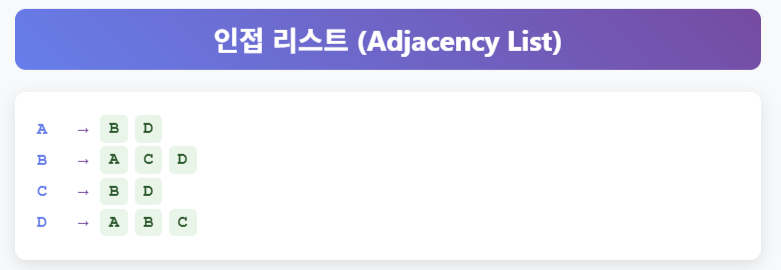 인접 리스트 (Adjacency List)
A → B D
B → A C D
C → B D
D → A B C